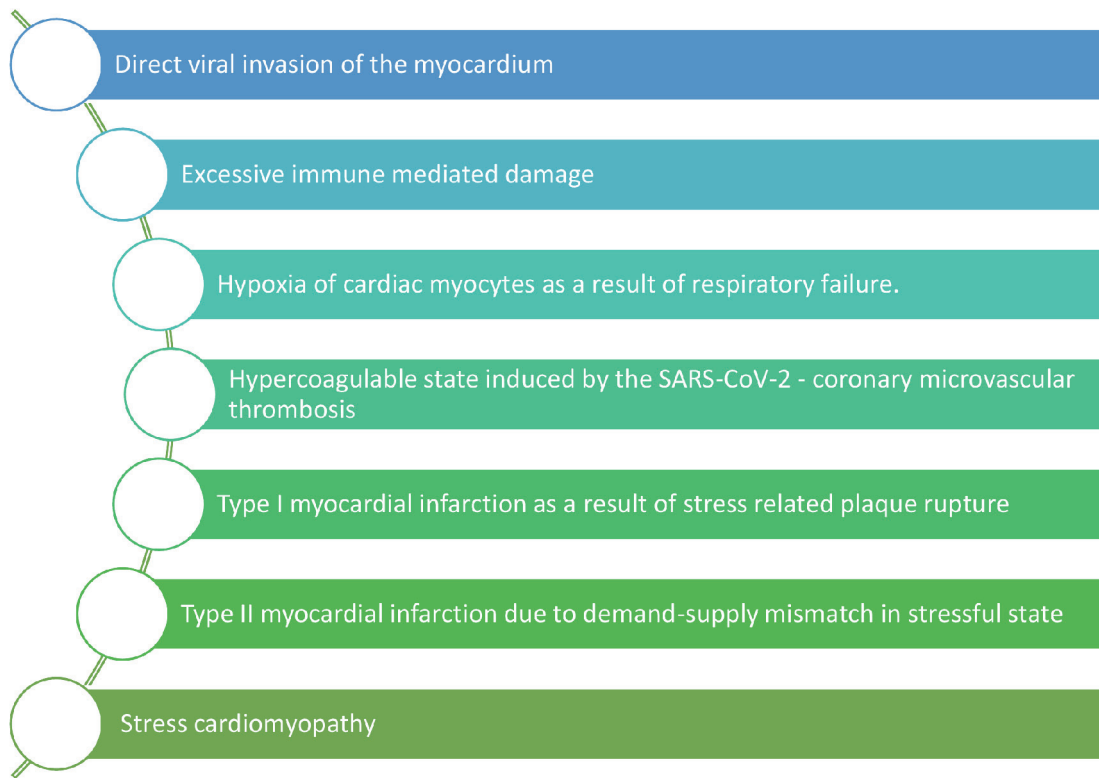 Direct viral invasion of the myocardium
Excessive immune mediated damage
Hypoxia of cardiac myocytes as a result of respiratory failure.
Hypercoagulable state induced by the SARS-CoV-2 - coronary microvascular
thrombosis
Type I myocardial infarction as a result of stress related plaque rupture
Type II myocardial infarction due to demand-supply mismatch in stressful state
Stress cardiomyopathy